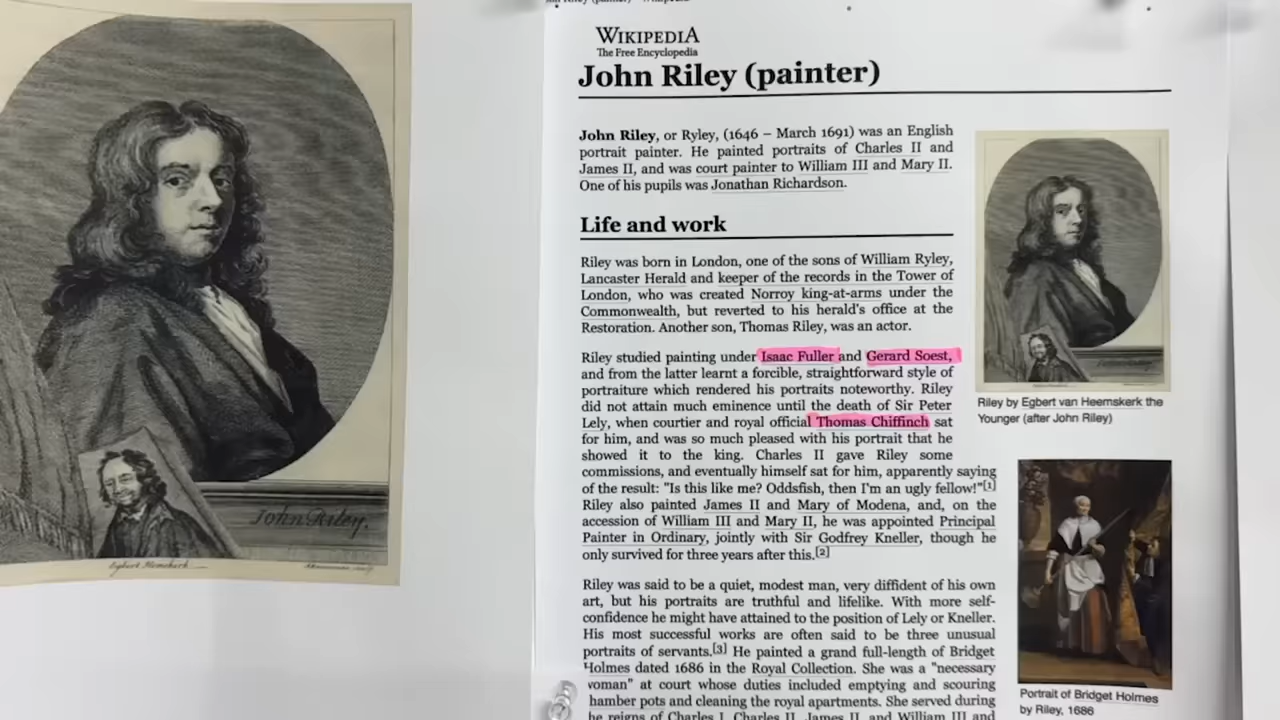 John Riley.
Egbert Hemskerk
WIKIPEDIA
The Free Encyclopedia
John Riley (painter)
John Riley, or Ryley, (1646 – March 1691) was an English
portrait painter. He painted portraits of Charles II and
James II, and was court painter to William III and Mary II.
One of his pupils was Jonathan Richardson.
Life and work
Riley was born in London, one of the sons of William Ryley,
Lancaster Herald and keeper of the records in the Tower of
London, who was created Norroy king-at-arms under the
Commonwealth, but reverted to his herald's office at the
Restoration. Another son, Thomas Riley, was an actor.
Riley studied painting under Isaac Fuller and Gerard Soest,
and from the latter learnt a forcible, straightforward style of
portraiture which rendered his portraits noteworthy. Riley
did not attain much eminence until the death of Sir Peter
Lely, when courtier and royal official Thomas Chiffinch sat
for him, and was so much pleased with his portrait that he
showed it to the king. Charles II gave Riley some
commissions, and eventually himself sat for him, apparently saying
of the result: "Is this like me? Oddsfish, then I'm an ugly fellow!"[1]
Riley also painted James II and Mary of Modena, and, on the
accession of William III and Mary II, he was appointed Principal
Painter in Ordinary, jointly with Sir Godfrey Kneller, though he
only survived for three years after this.[2]
Riley was said to be a quiet, modest man, very diffident of his own
art, but his portraits are truthful and lifelike. With more self-
confidence he might have attained to the position of Lely or Kneller.
His most successful works are often said to be three unusual
portraits of servants.[3] He painted a grand full-length of Bridget
Holmes dated 1686 in the Royal Collection. She was a "necessary
woman" at court whose duties included emptying and scouring
hamber pots and cleaning the royal apartments. She served during
he reigns of Charles I, Charles II, James II, and William III and
Riley by Egbert van Heemskerk the
Younger (after John Riley)
Portrait of Bridget Holmes
by Riley, 1686